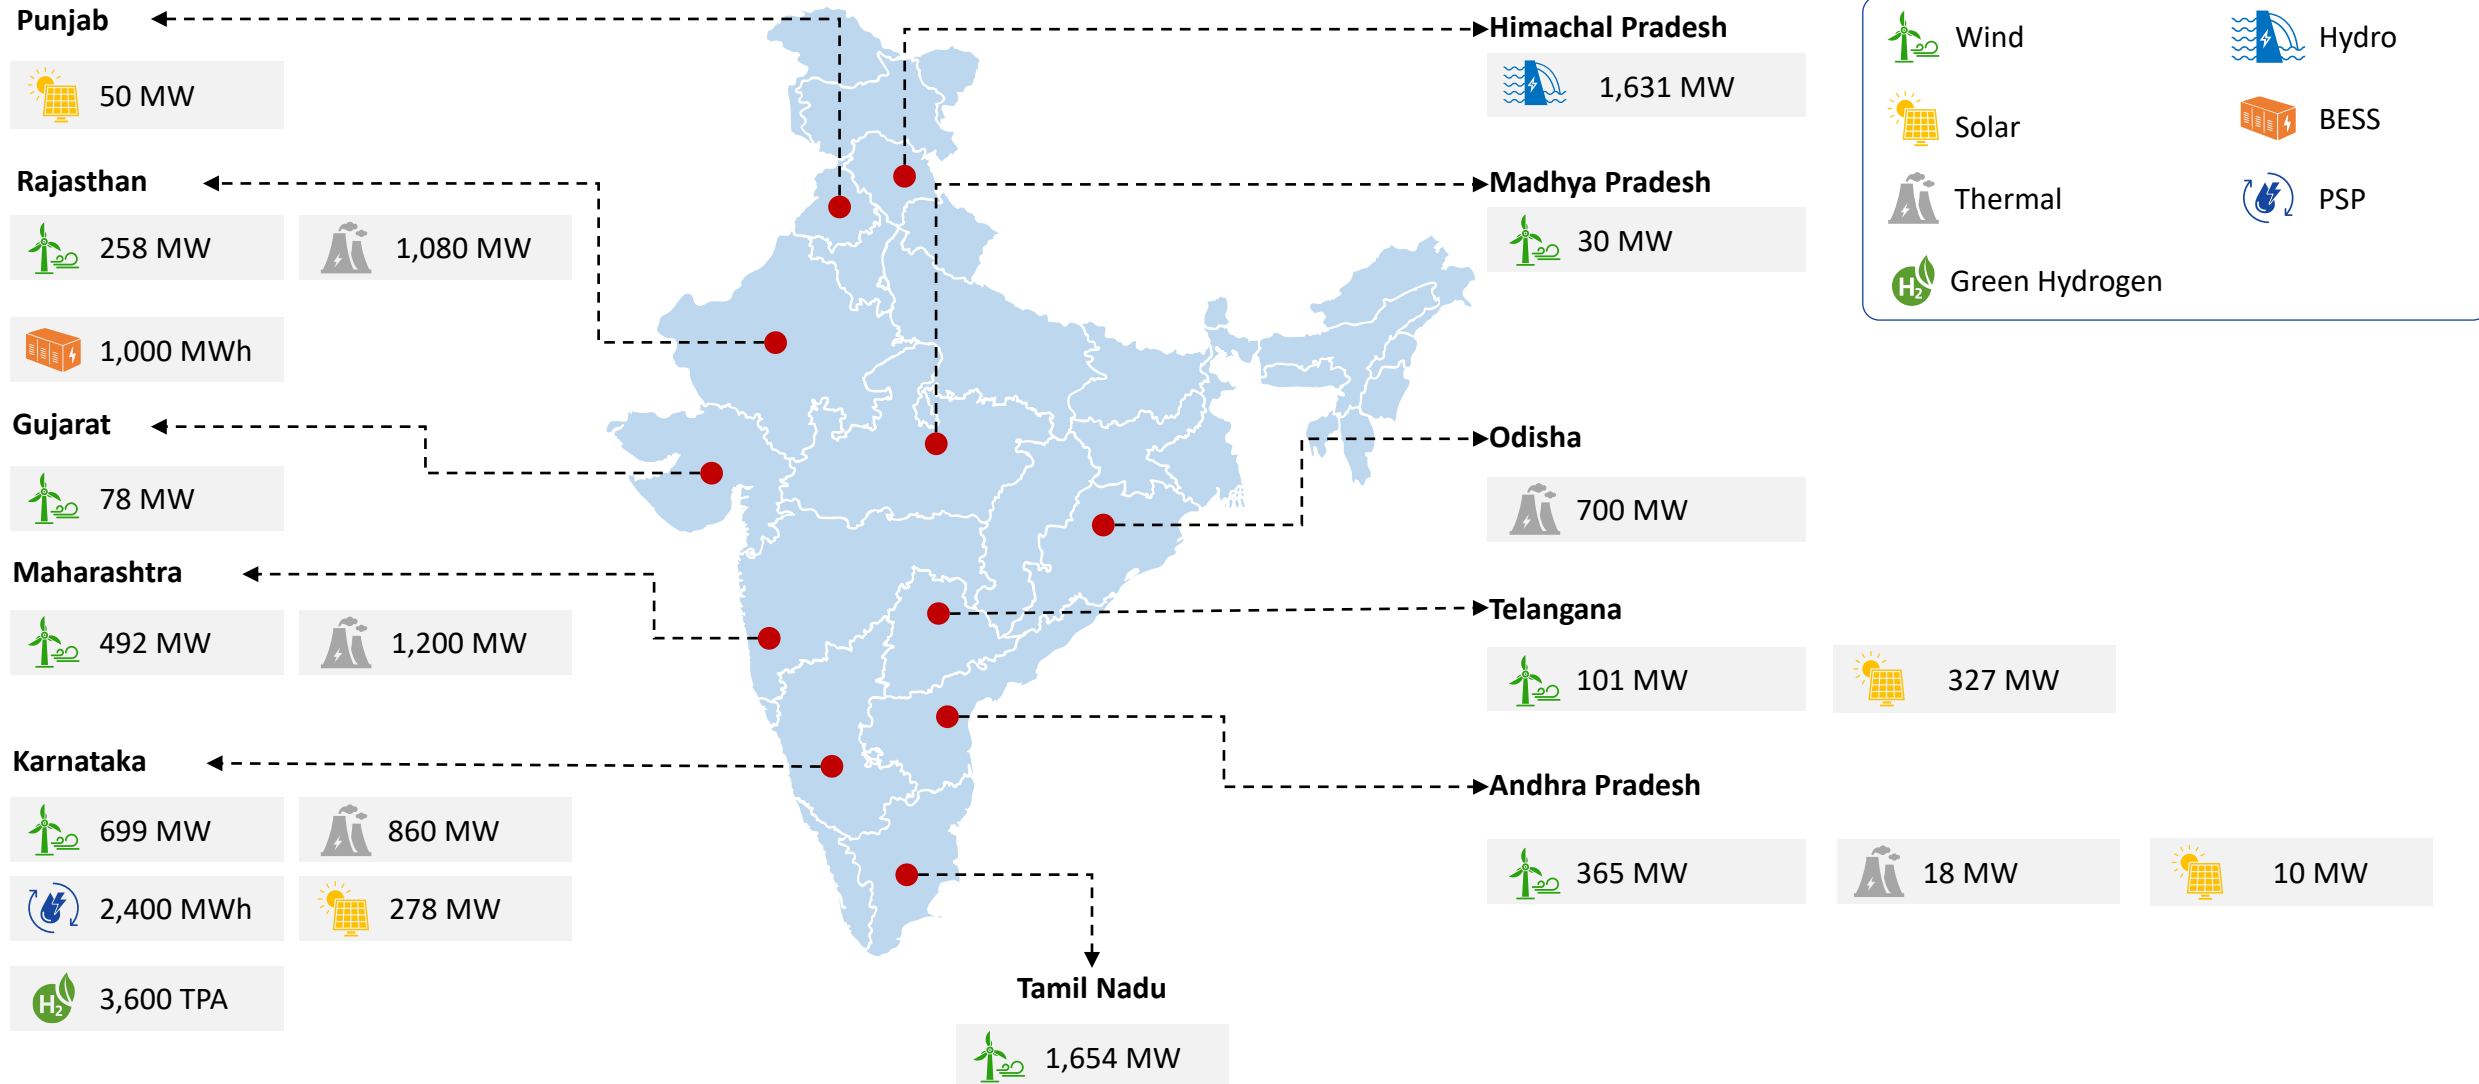 Punjab
50 MW
Rajasthan
258 MW
1,080 MW
1,000 MWh
Gujarat
78 MW
Maharashtra
492 MW
1,200 MW
Karnataka
699 MW
860 MW
2,400 MWh
278 MW
H2
3,600 TPA
Tamil Nadu
1,654 MW
Himachal Pradesh
1,631 MW
Madhya Pradesh
30 MW
Odisha
700 MW
Telangana
101 MW
327 MW
Andhra Pradesh
365 MW
18 MW
10 MW
Wind
Hydro
Solar
BESS
Thermal
PSP
H2
Green Hydrogen